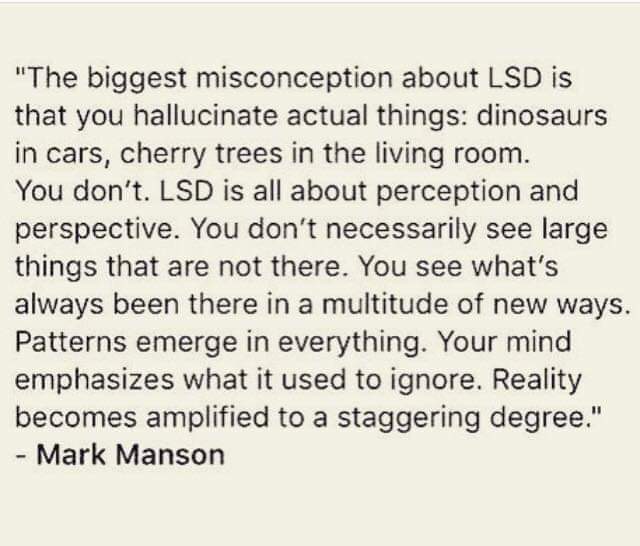 "The biggest misconception about LSD is
that you hallucinate actual things: dinosaurs
in cars, cherry trees in the living room.
You don't. LSD is all about perception and
perspective. You don't necessarily see large
things that are not there. You see what's
always been there in a multitude of new ways.
Patterns emerge in everything. Your mind
emphasizes what it used to ignore. Reality
becomes amplified to a staggering degree."
- Mark Manson